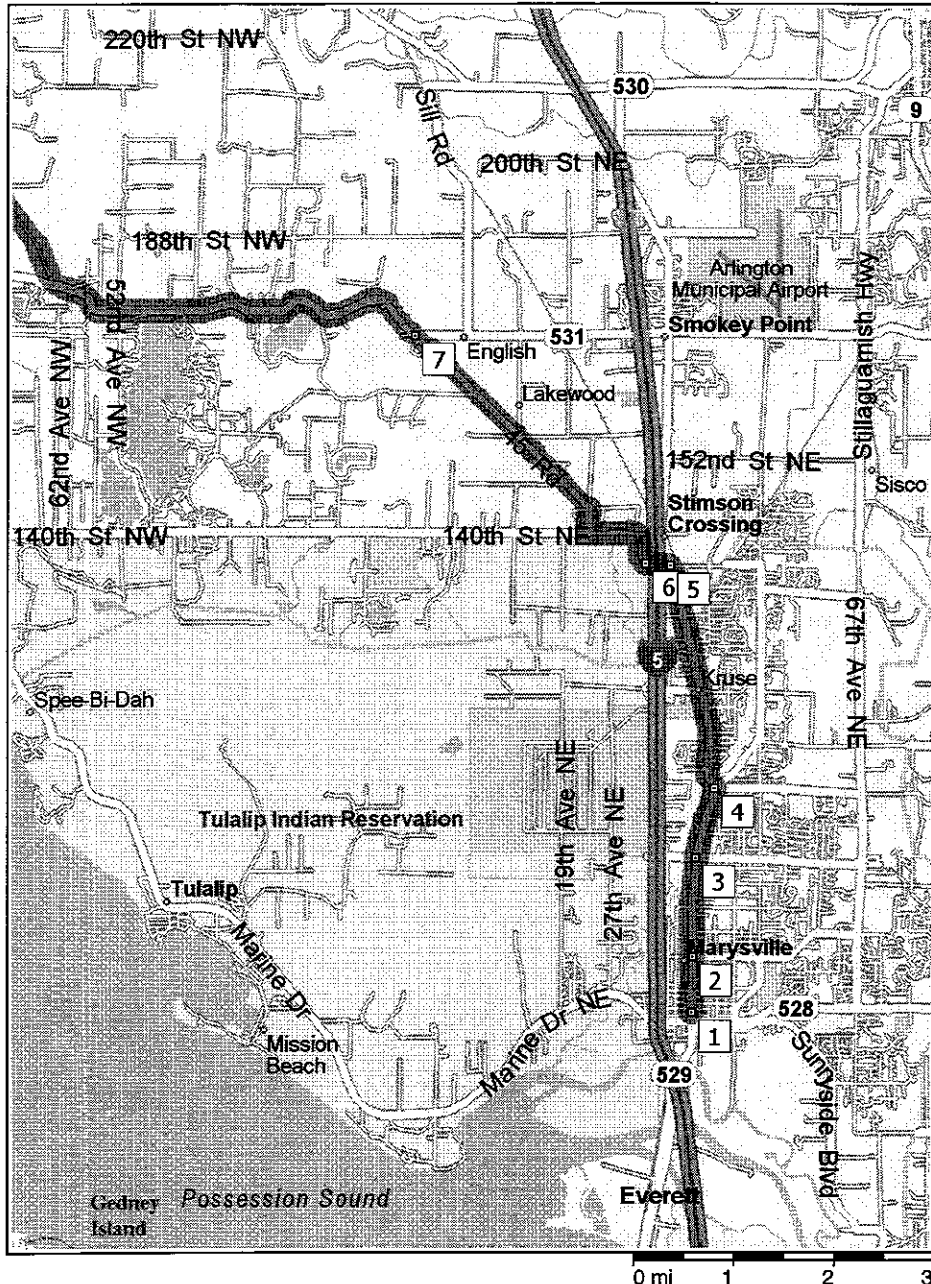 220th St NW
530
9
Sill Rd
200th St NE
188th St NW
Arlington
Municipal Airport
Stillaguamish Hwy
52nd Ave NW
531
Smokey Point
English
7
62nd Ave NW
Lakewood
152nd St NE
Sisco
Stimson
Crossing
140th St NW
140th St NE
6
5
67th Ave NE
5
Kruse
Spee-Bi-Dah
19th Ave NE
27th Ave NE
4
Tulalip Indian Reservation
3
Tulalip
Marysville
2
Marine Dr
Marine Dr NE
528
1
Mission
Beach
529
Sunnyside Blvd
Everett
Gedney
Island
Possession Sound
0 mi
1
2
3